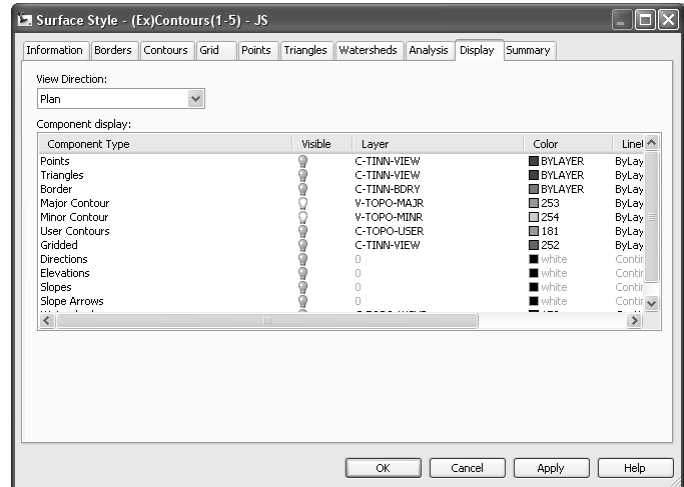 Surface Style - (Ex)Contours(1-5) - JS
Information Borders Contours Grid Points Triangles Watersheds Analysis Display Summary
View Direction:
Plan
Component display:
Component Type Visible Layer Color
Points C-TINN-VIEW BYLAYER ByLay
Triangles C-TINN-VIEW BYLAYER ByLay
Border C-TINN-BDRY BYLAYER ByLay
Major Contour V-TOPO-MAJR 253 ByLay
Minor Contour V-TOPO-MINR 254 ByLay
User Contours C-TOPO-USER 181 ByLay
Gridded C-TINN-VIEW 252 ByLay
Directions 0 white Contin
Elevations 0 white Contin
Slopes 0 white Contin
Slope Arrows 0 white Contin
OK Cancel Apply Help